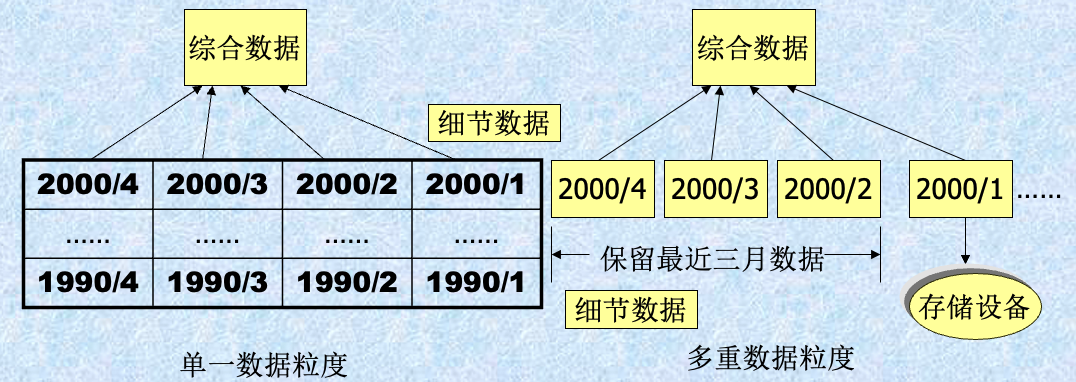 综合数据
细节数据
2000/4 2000/3 2000/2 2000/1
…… …… …… ……
1990/4 1990/3 1990/2 1990/1
单一数据粒度
综合数据
2000/4 2000/3 2000/2 2000/1 ……
保留最近三月数据
细节数据
存储设备
多重数据粒度